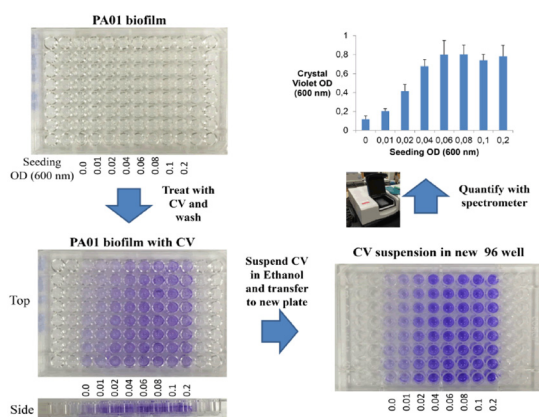 PA01 biofilm
Seeding
OD (600 nm)
0.0
0.01
0.02
0.04
0.06
0.08
0.1
0.2
Treat with
CV and
wash
PA01 biofilm with CV
Top
Side
0.0
0.01
0.02
0.04
0.06
0.08
0.1
0.2
Suspend CV
in Ethanol
and transfer
to new plate
CV suspension in new 96 well
0.0
0.01
0.02
0.04
0.06
0.08
0.1
0.2
Quantify with
spectrometer
Crystal
Violet OD
(600 nm)
1
0,8
0,6
0,4
0,2
0
0 0,01 0,02 0,04 0,06 0,08 0,1 0,2
Seeding OD (600 nm)